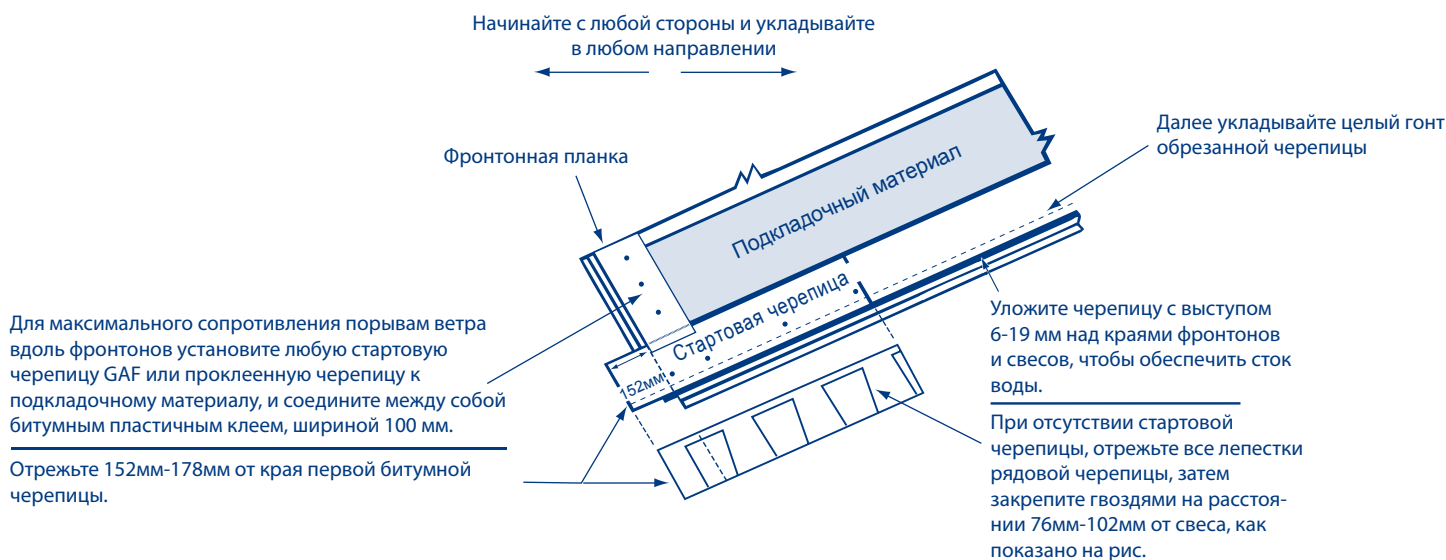 Начинайте с любой стороны и укладывайте
в любом направлении
Далее укладывайте целый гонт
обрезанной черепицы
Фронтонная планка
Подкладочный материал
Стартовая черепица
152мм
Для максимального сопротивления порывам ветра
вдоль фронтонов установите любую стартовую
черепицу GAF или проклеенную черепицу к
подкладочному материалу, и соедините между собой
битумным пластичным клеем, шириной 100 мм.
Отрежьте 152мм-178мм от края первой битумной
черепицы.
Уложите черепицу с выступом
6-19 мм над краями фронтонов
и свесов, чтобы обеспечить сток
воды.
При отсутствии стартовой
черепицы, отрежьте все лепестки
рядовой черепицы, затем
закрепите гвоздями на расстоя-
нии 76мм-102мм от свеса, как
показано на рис.